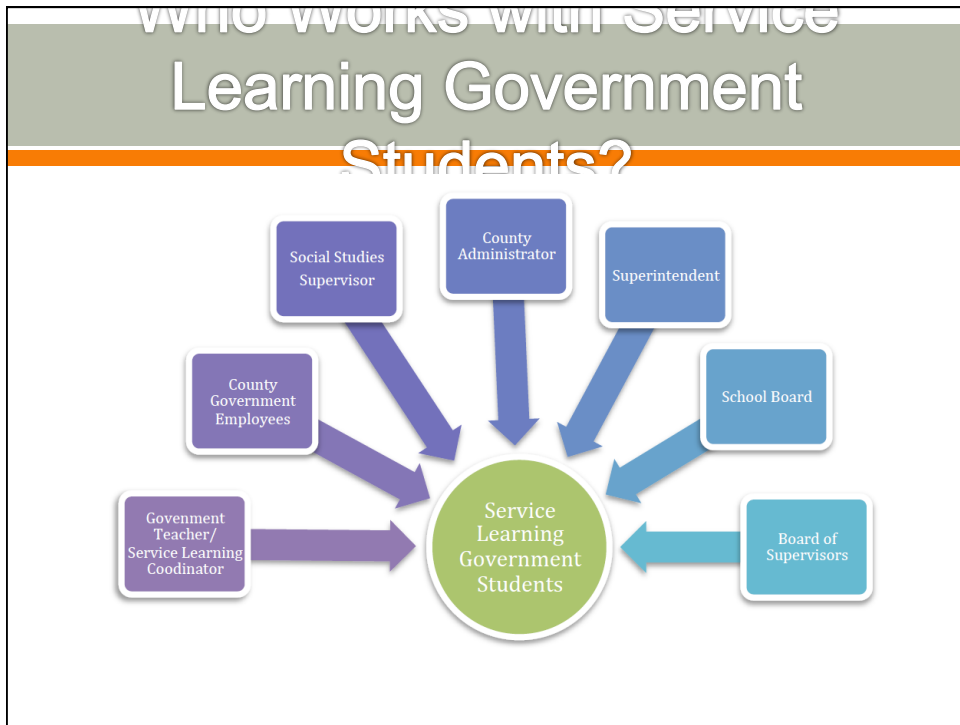 Who Works with Service
Learning Government
Students?
County
Administrator
Social Studies
Supervisor
Superintendent
County
Government
Employees
School Board
Govenment
Teacher/
Service Learning
Coodinator
Service
Learning
Government
Students
Board of
Supervisors